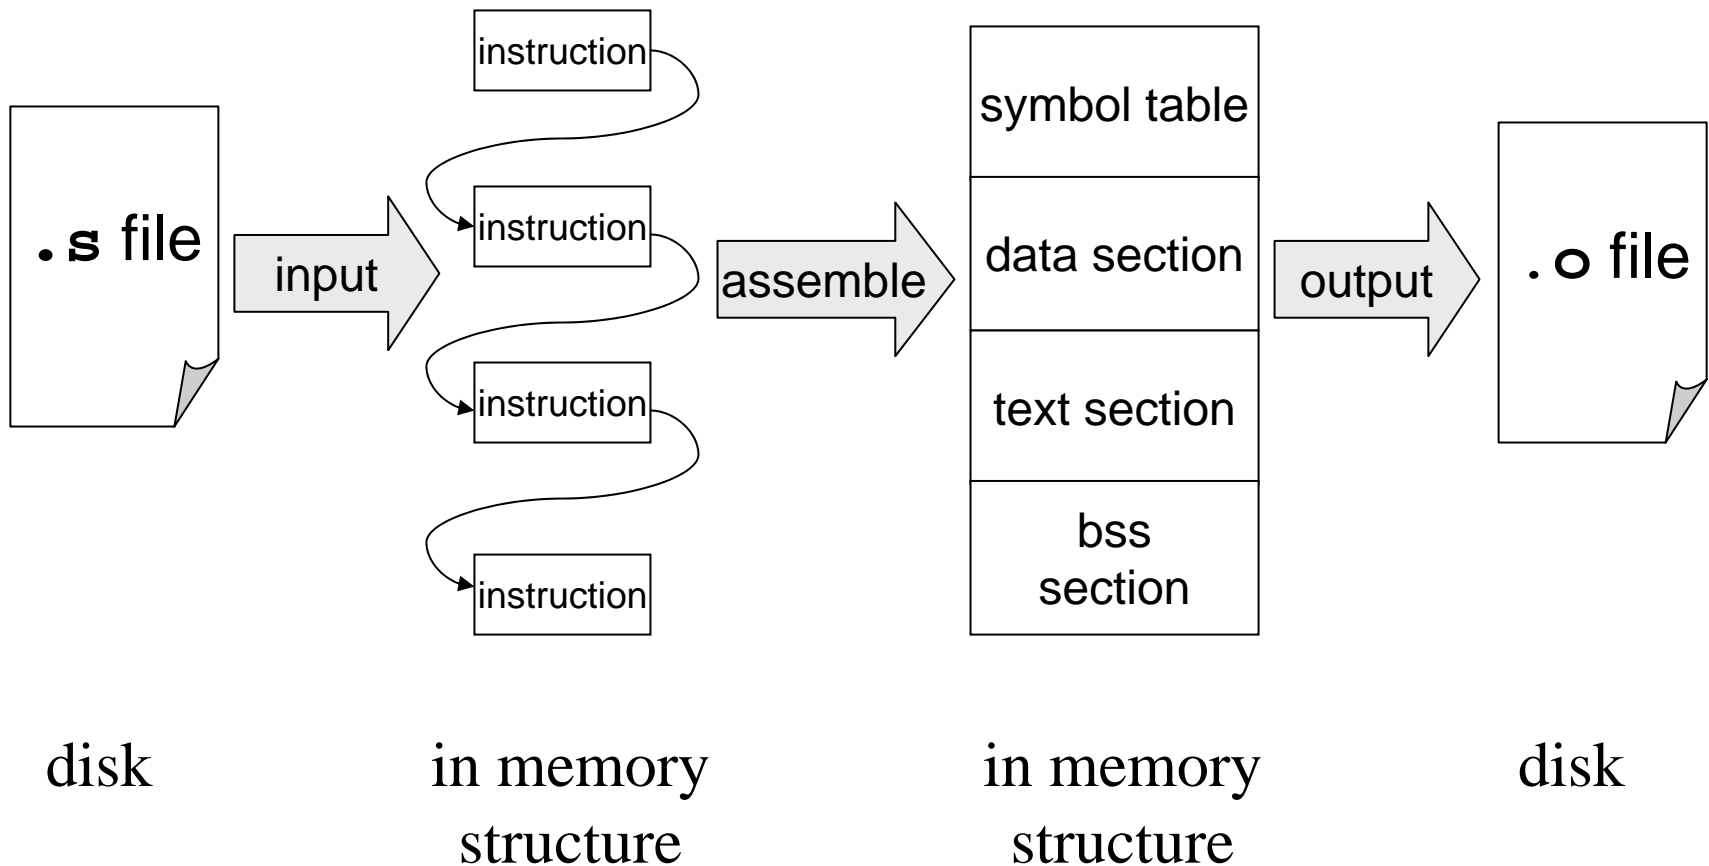 .s file
input
instruction
instruction
instruction
instruction
assemble
symbol table
data section
text section
bss
section
output
.o file
disk
in memory
structure
in memory
structure
disk